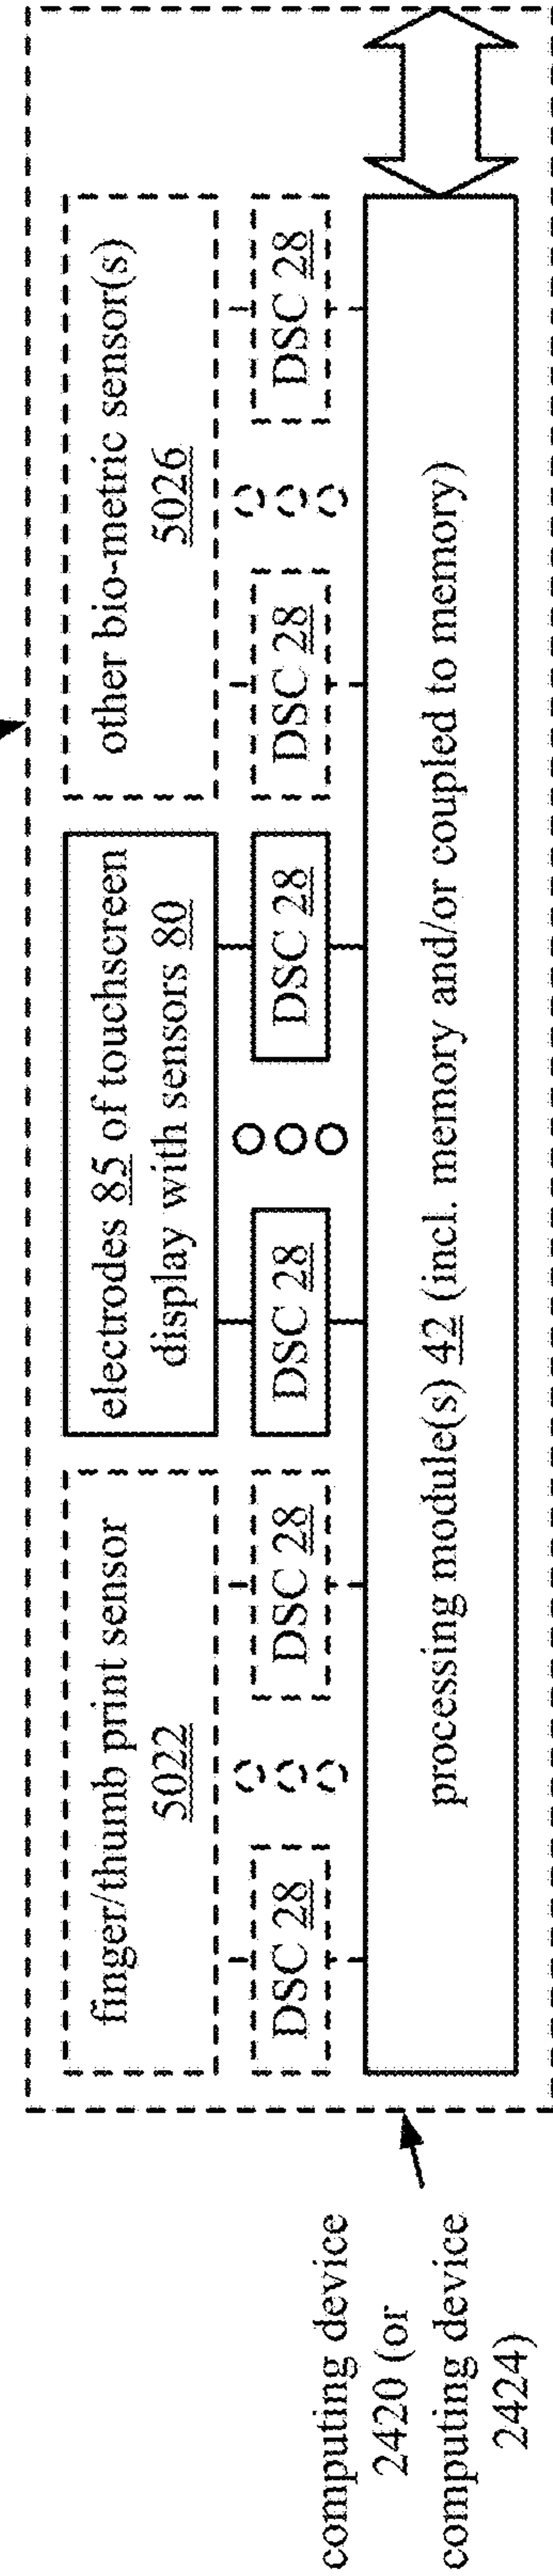 computing device
2420 (or
computing device
2424)
finger/thumb print sensor
5022
electrodes 85 of touchscreen
display with sensors 80
other bio-metric sensor(s)
5026
DSC 28
DSC 28
DSC 28
DSC 28
DSC 28
DSC 28
processing module(s) 42 (incl. memory and/or coupled to memory)